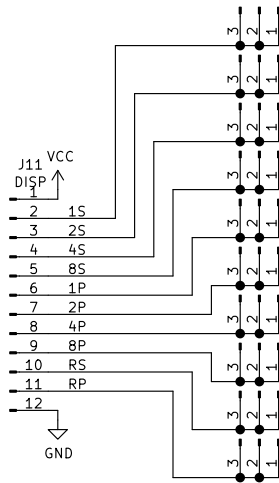 3 2 1
3 2 1
3 2 1
VCC
J11
DISP
3 2 1
1
2 1S
3 2S
3 2 1
4 4S
5 8S
3 2 1
6 1P
7 2P
3 2 1
8 4P
9 8P
3 2 1
10 RS
11 RP
3 2 1
12
GND
3 2 1